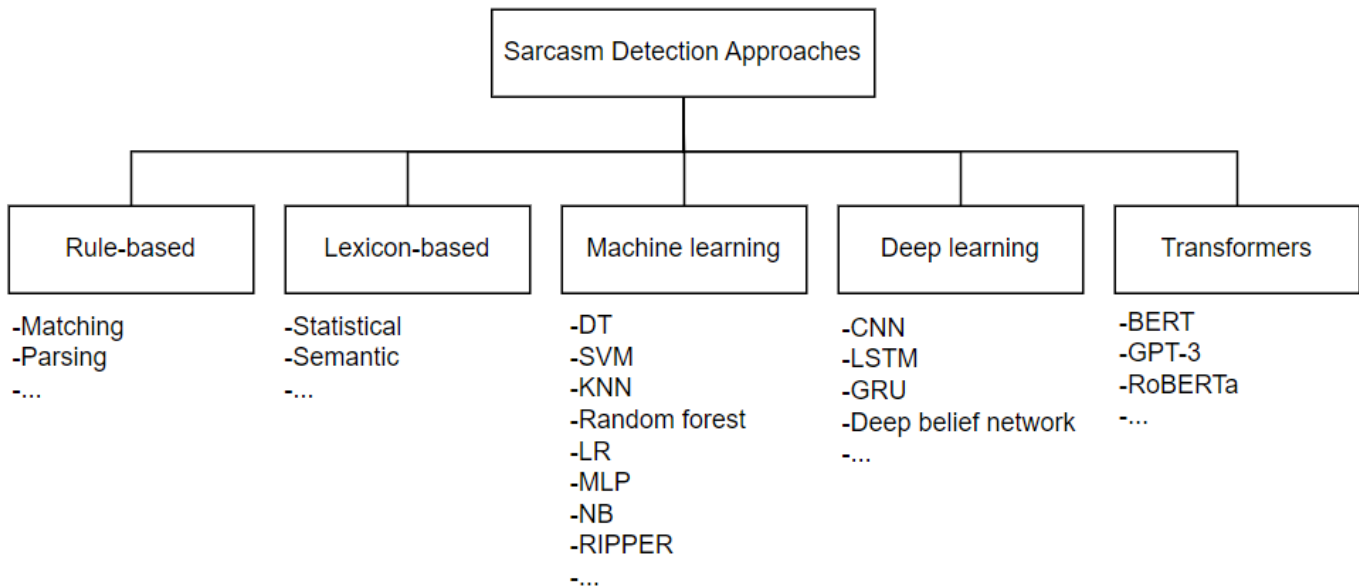 Sarcasm Detection Approaches
Rule-based
-Matching
-Parsing
-...
Lexicon-based
-Statistical
-Semantic
-...
Machine learning
-DT
-SVM
-KNN
-Random forest
-LR
-MLP
-NB
-RIPPER
-...
Deep learning
-CNN
-LSTM
-GRU
-Deep belief network
-...
Transformers
-BERT
-GPT-3
-RoBERTa
-...